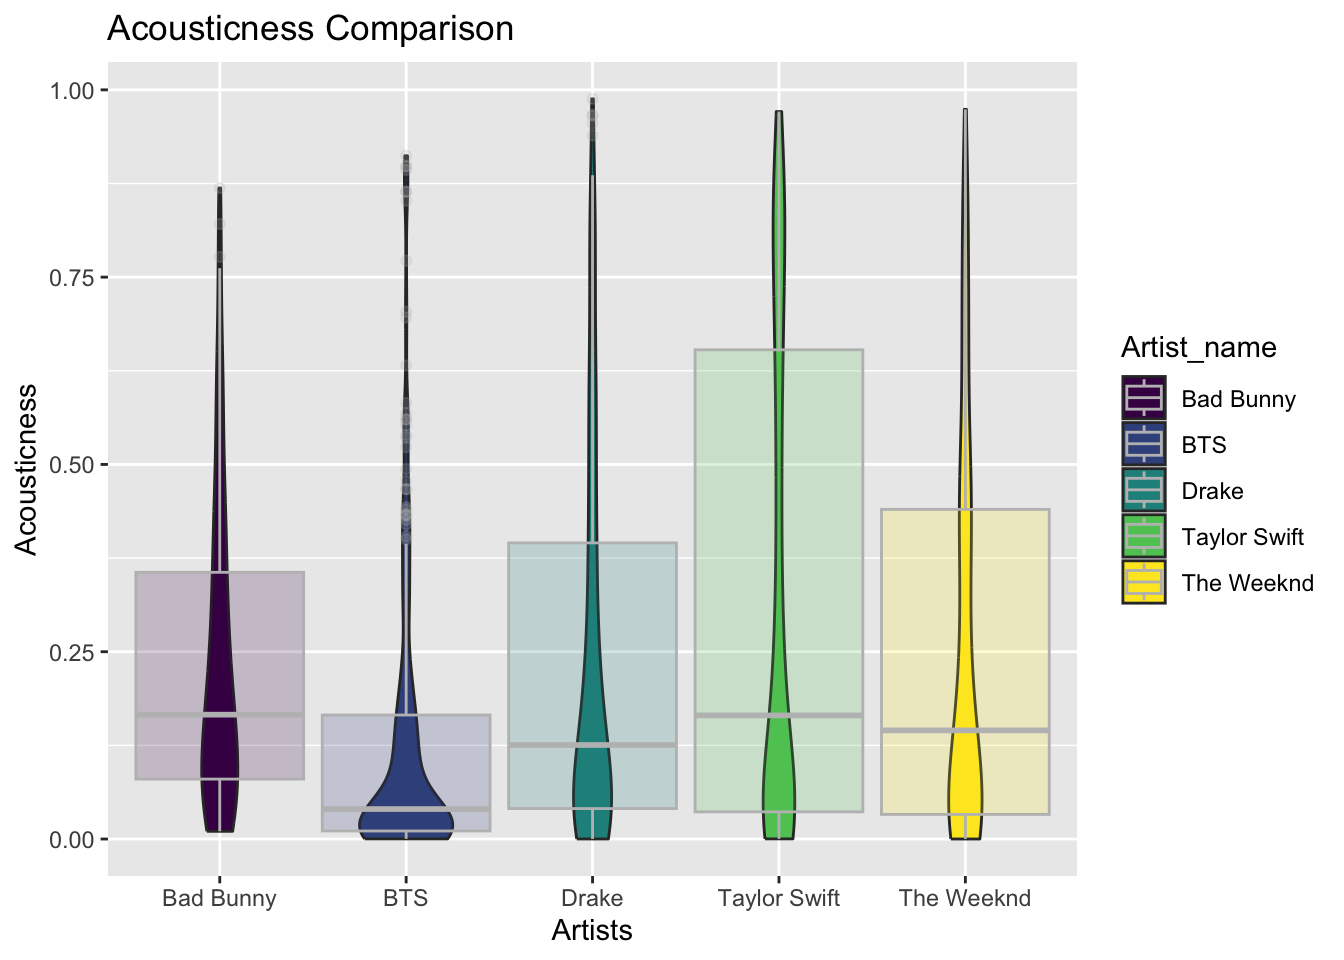 Acousticness Comparison
1.00
0.75
0.50
0.25
0.00
Acousticness
Bad Bunny
BTS
Drake
Taylor Swift
The Weeknd
Artists
Artist_name
Bad Bunny
BTS
Drake
Taylor Swift
The Weeknd